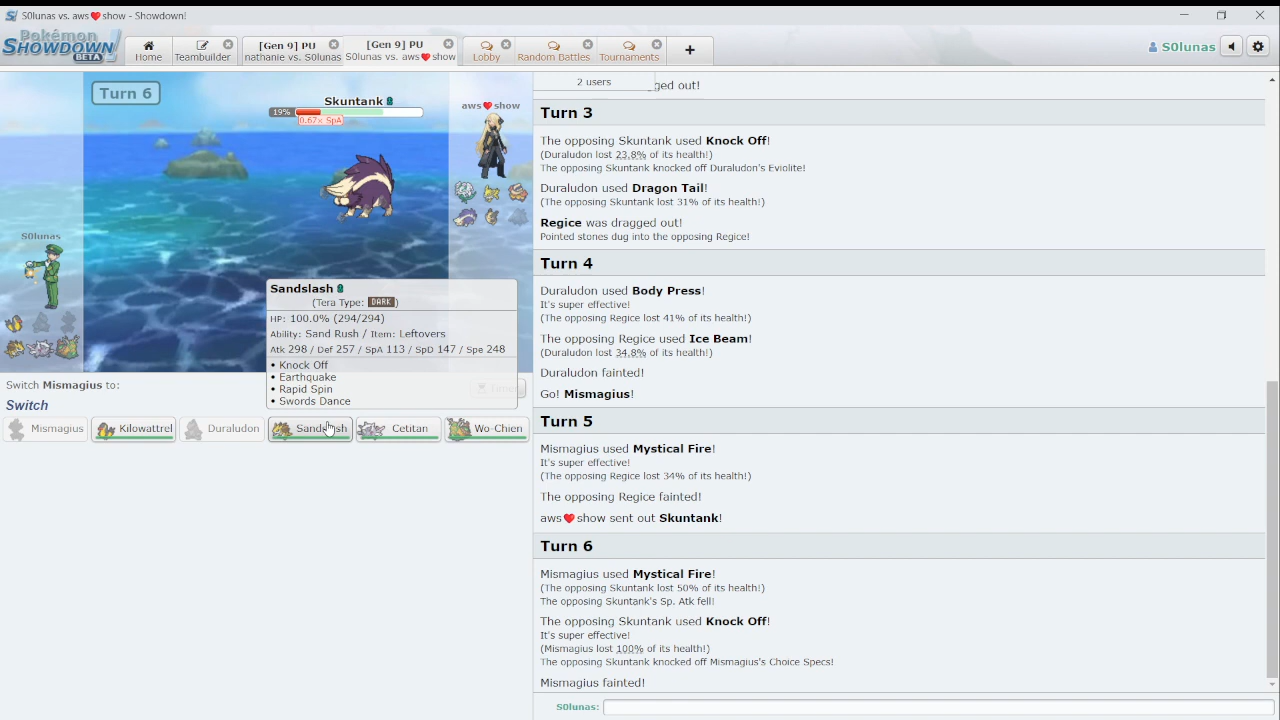 S0lunas vs. aws❤show - Showdown!
Pokémon
SHOWDOWN!
BETA
Home
Teambuilder
[Gen 9] PU
nathanie vs. S0lunas
[Gen 9] PU
S0lunas vs. aws❤show
Lobby
Random Battles
Tournaments
+
S0lunas
Turn 6
Skuntank
19%
0.67× SpA
aws❤show
S0lunas
Sandslash
(Tera Type: DARK)
HP: 100.0% (294/294)
Ability: Sand Rush / Item: Leftovers
Atk 298 / Def 257 / SpA 113 / SpD 147 / Spe 248
• Knock Off
• Earthquake
• Rapid Spin
• Swords Dance
Switch Mismagius to:
Switch
Mismagius
Kilowattrel
Duraludon
Sandslash
Cetitan
Wo-Chien
2 users
ged out!
Turn 3
The opposing Skuntank used Knock Off!
(Duraludon lost 23.8% of its health!)
The opposing Skuntank knocked off Duraludon's Eviolite!
Duraludon used Dragon Tail!
(The opposing Skuntank lost 31% of its health!)
Regice was dragged out!
Pointed stones dug into the opposing Regice!
Turn 4
Duraludon used Body Press!
It's super effective!
(The opposing Regice lost 41% of its health!)
The opposing Regice used Ice Beam!
(Duraludon lost 34.8% of its health!)
Duraludon fainted!
Go! Mismagius!
Turn 5
Mismagius used Mystical Fire!
It's super effective!
(The opposing Regice lost 34% of its health!)
The opposing Regice fainted!
aws❤show sent out Skuntank!
Turn 6
Mismagius used Mystical Fire!
(The opposing Skuntank lost 50% of its health!)
The opposing Skuntank's Sp. Atk fell!
The opposing Skuntank used Knock Off!
It's super effective!
(Mismagius lost 100% of its health!)
The opposing Skuntank knocked off Mismagius's Choice Specs!
Mismagius fainted!
S0lunas: